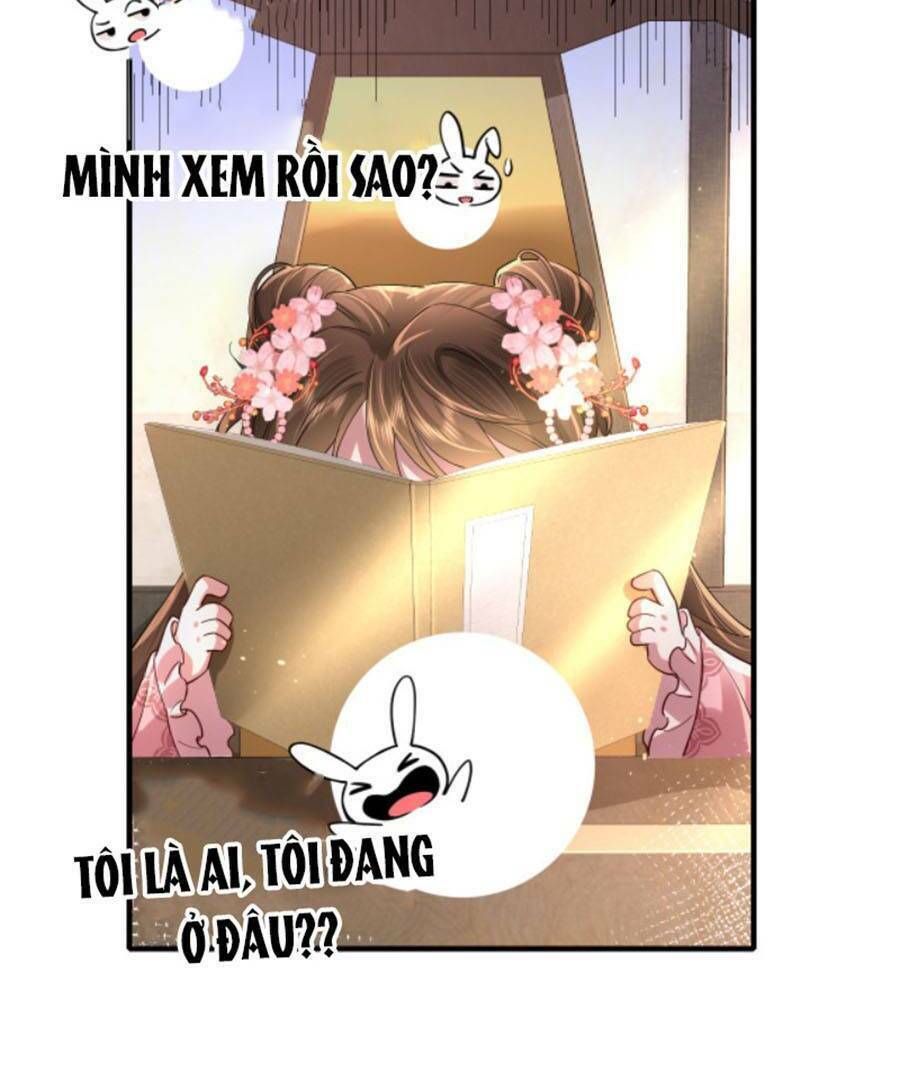 MÌNH XEM RỒI SAO?
TÔI LÀ AI, TÔI ĐANG
Ở ĐÂU??